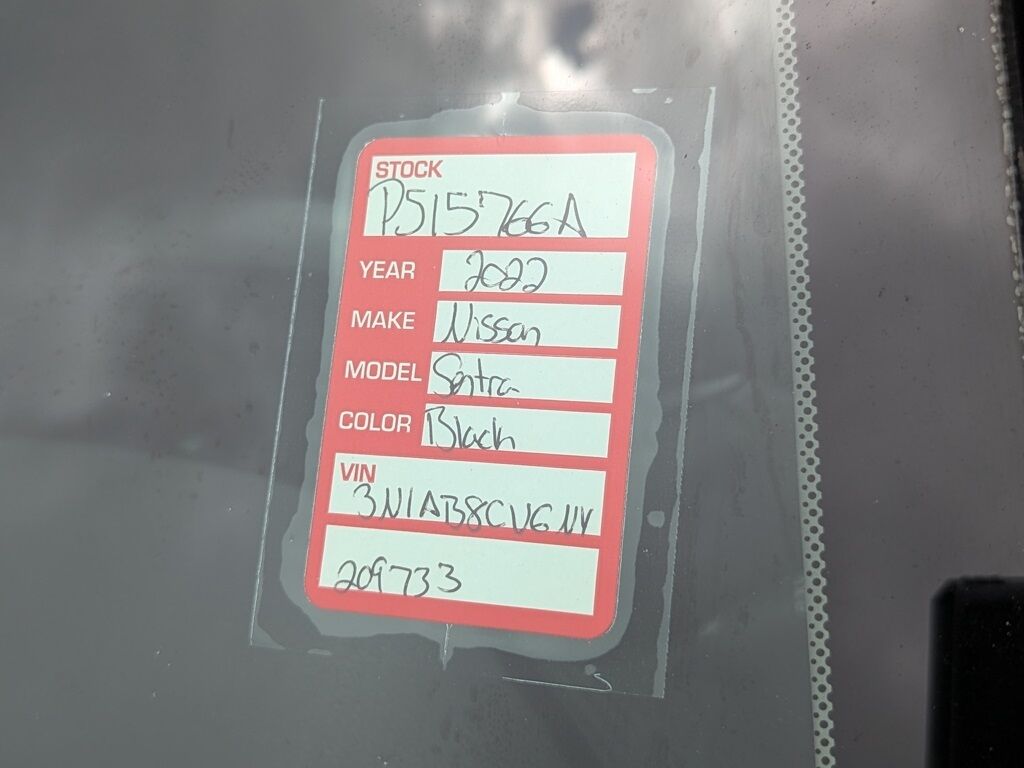 STOCK
P515766A
YEAR 2022
MAKE Nissan
MODEL Sentra
COLOR Black
VIN
3N1AB8CV6NY
209733